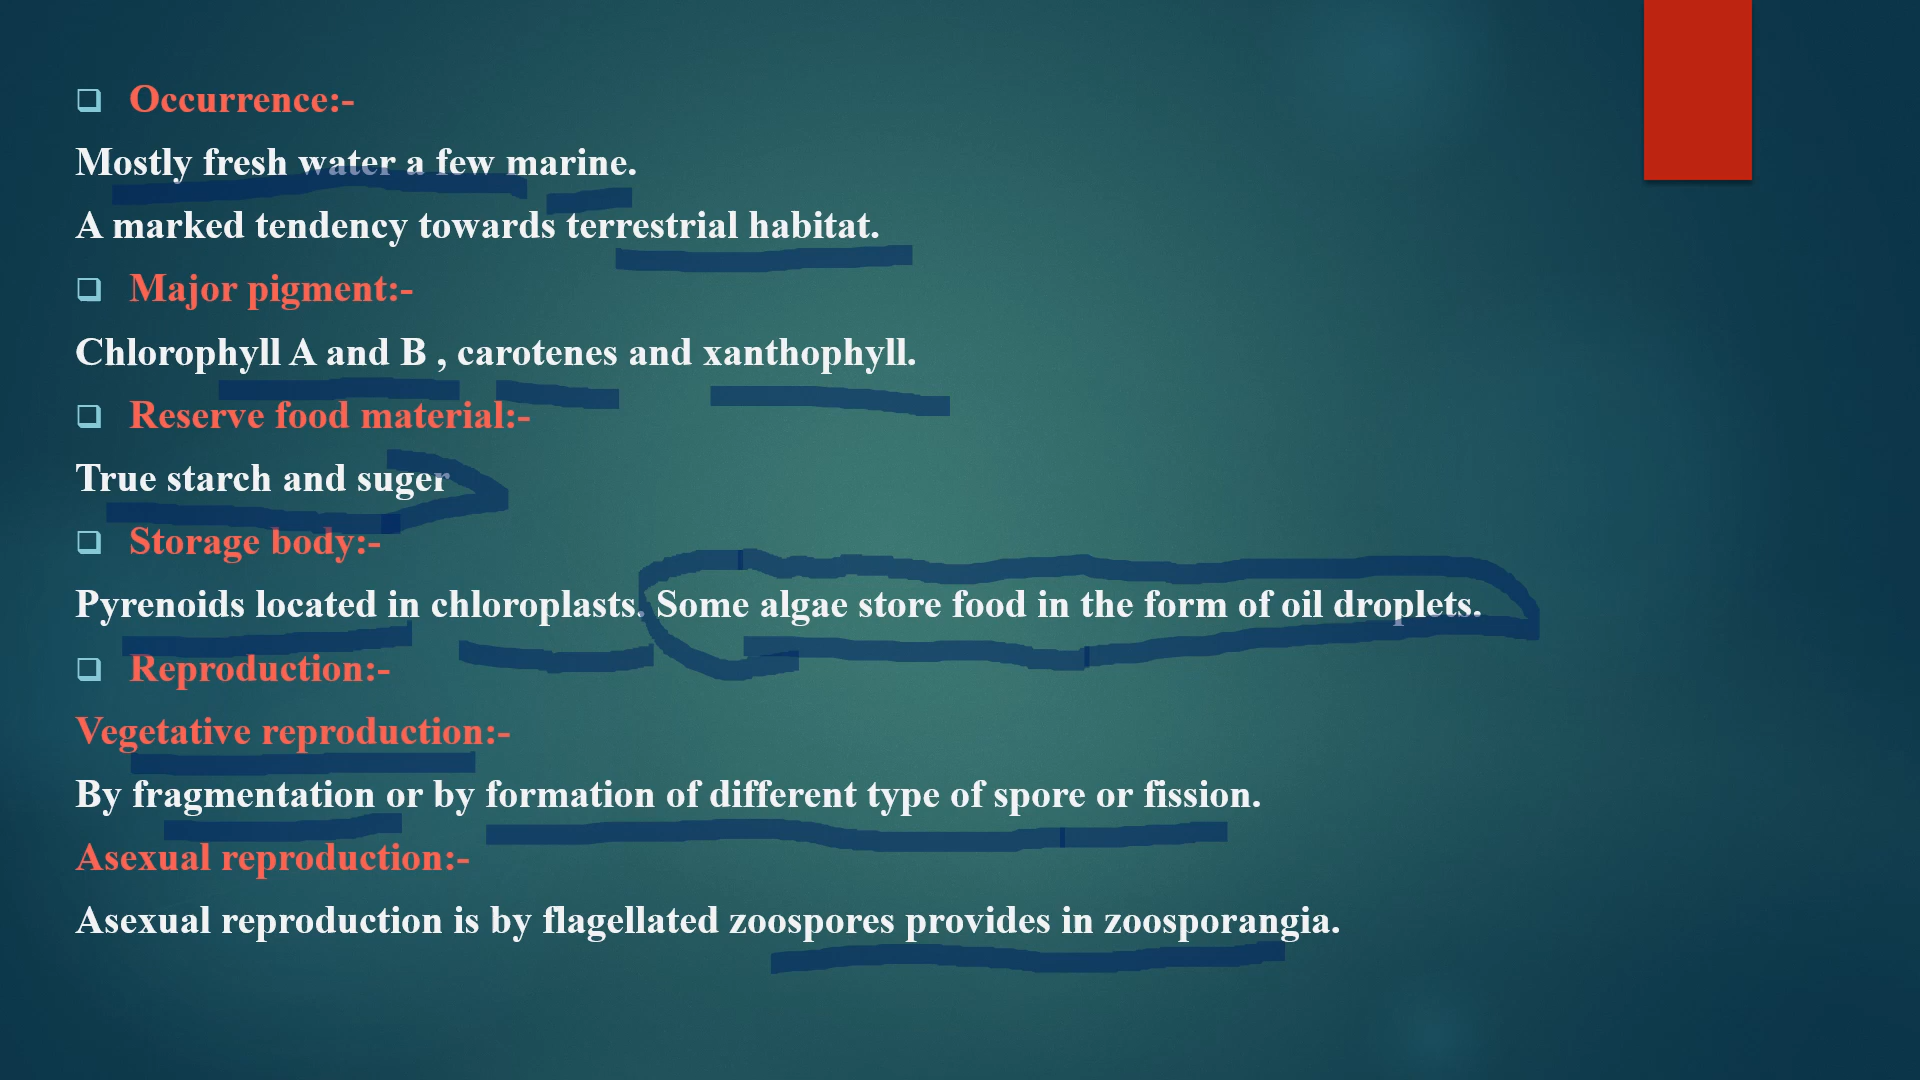 Occurrence:-
Mostly fresh water a few marine.
A marked tendency towards terrestrial habitat.
Major pigment:-
Chlorophyll A and B , carotenes and xanthophyll.
Reserve food material:-
True starch and suger
Storage body:-
Pyrenoids located in chloroplasts. Some algae store food in the form of oil droplets.
Reproduction:-
Vegetative reproduction:-
By fragmentation or by formation of different type of spore or fission.
Asexual reproduction:-
Asexual reproduction is by flagellated zoospores provides in zoosporangia.